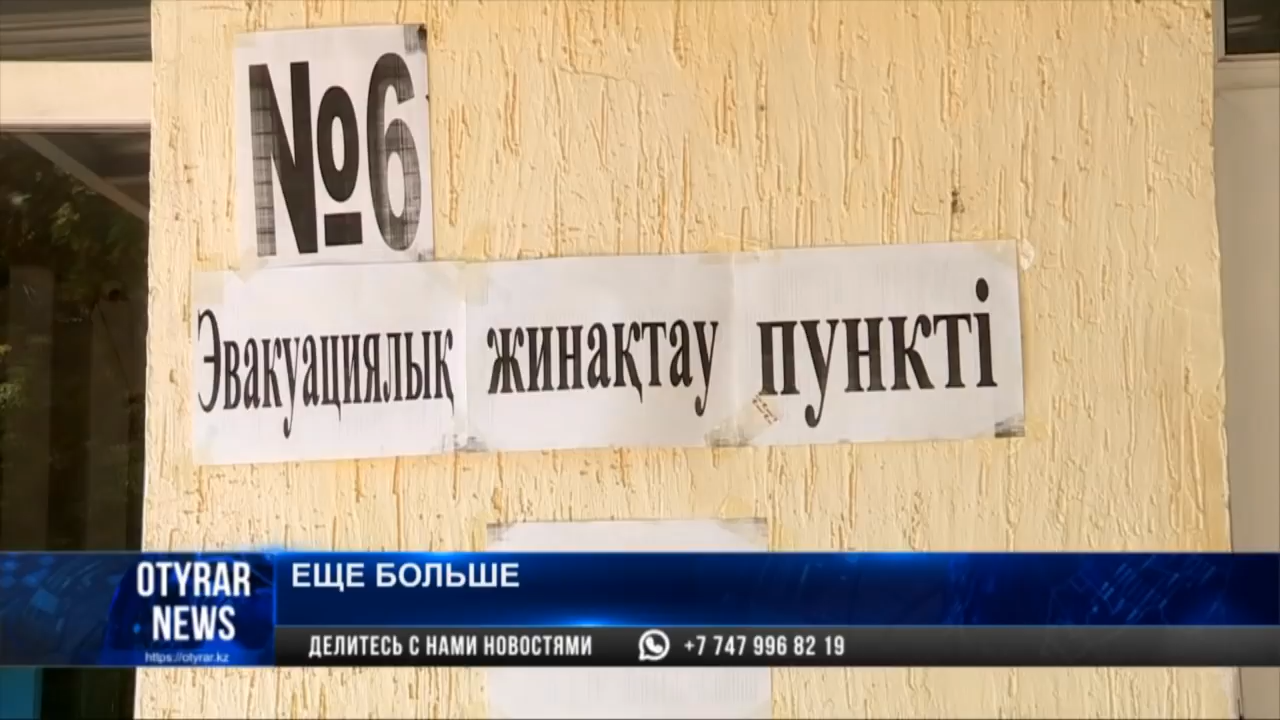 №6
Эвакуациялық жинақтау пункті
OTYRAR
NEWS
https://otyrar.kz
ЕЩЕ БОЛЬШЕ
ДЕЛИТЕСЬ С НАМИ НОВОСТЯМИ +7 747 996 82 19